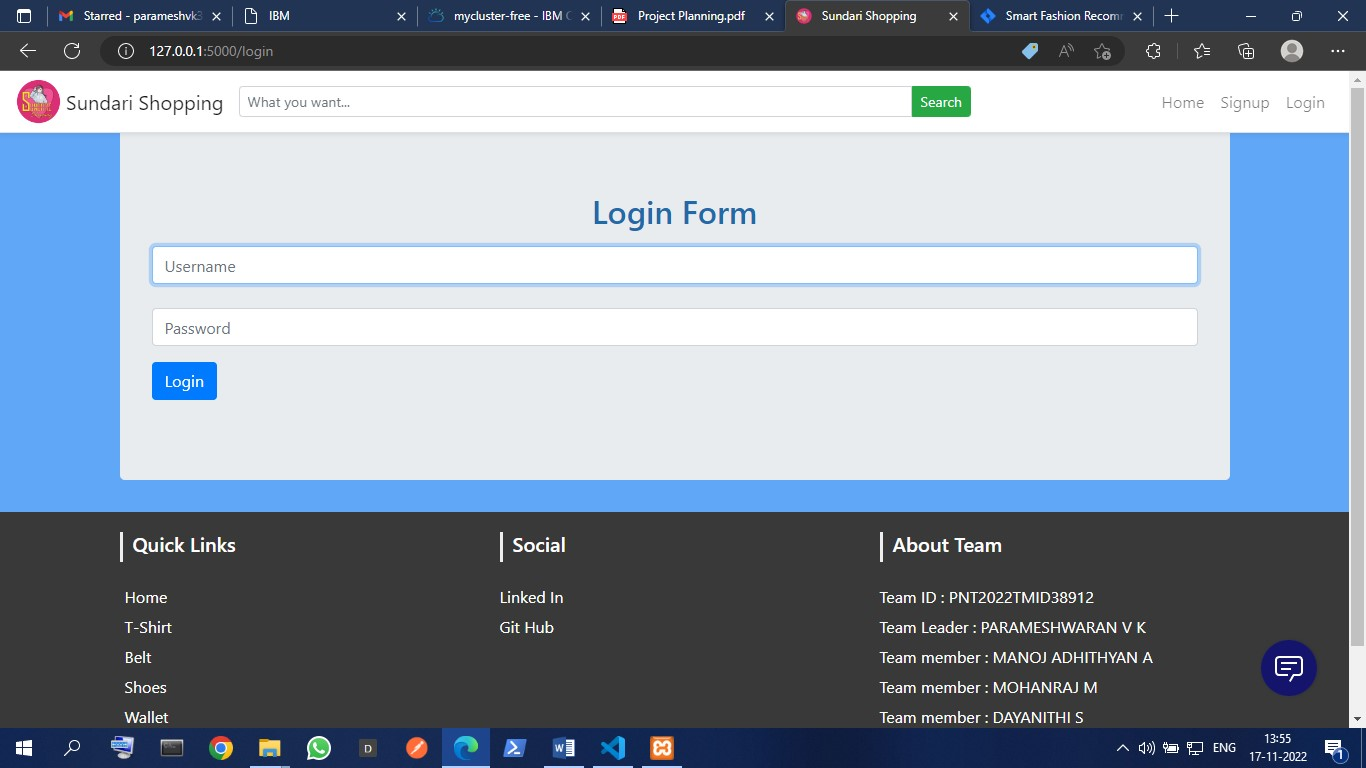 Starred - parameshvk3
IBM
mycluster-free - IBM C
Project Planning.pdf
Sundari Shopping
Smart Fashion Recom
127.0.0.1:5000/login
Sundari Shopping
What you want...
Search
Home
Signup
Login
Login Form
Username
Password
Login
Quick Links
Home
T-Shirt
Belt
Shoes
Wallet
Social
Linked In
Git Hub
About Team
Team ID : PNT2022TMID38912
Team Leader : PARAMESHWARAN V K
Team member : MANOJ ADHITHYAN A
Team member : MOHANRAJ M
Team member : DAYANITHI S
ENG
13:55
17-11-2022
1